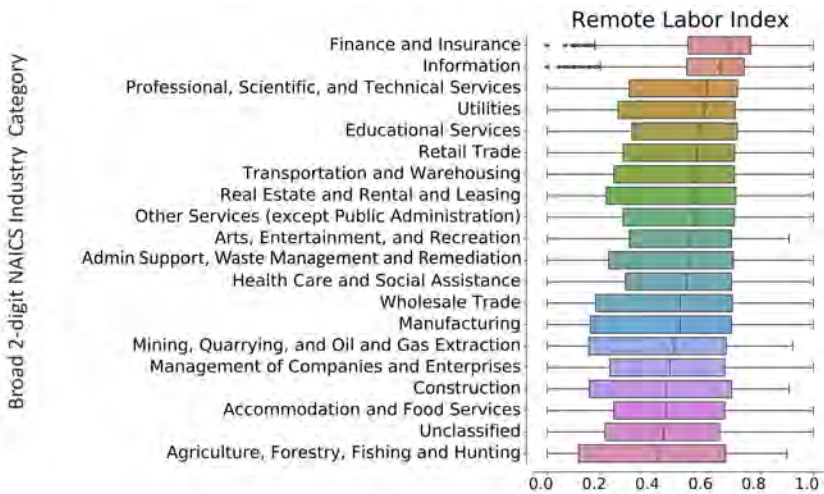 Remote Labor Index
Broad 2-digit NAICS Industry Category
Finance and Insurance
Information
Professional, Scientific, and Technical Services
Utilities
Educational Services
Retail Trade
Transportation and Warehousing
Real Estate and Rental and Leasing
Other Services (except Public Administration)
Arts, Entertainment, and Recreation
Admin Support, Waste Management and Remediation
Health Care and Social Assistance
Wholesale Trade
Manufacturing
Mining, Quarrying, and Oil and Gas Extraction
Management of Companies and Enterprises
Construction
Accommodation and Food Services
Unclassified
Agriculture, Forestry, Fishing and Hunting
0.0 0.2 0.4 0.6 0.8 1.0